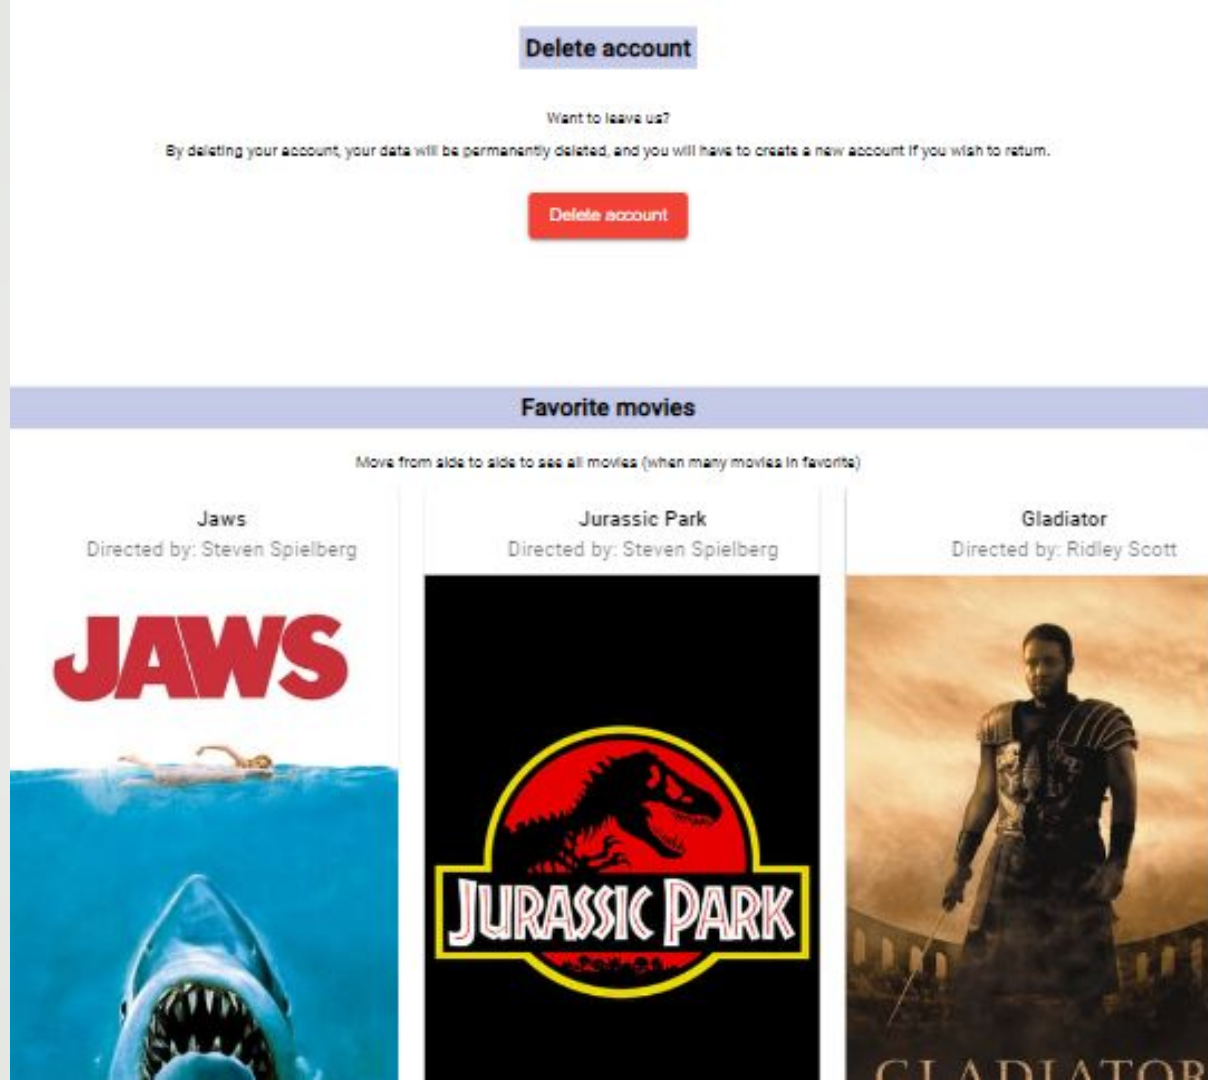 Delete account
Want to leave us?
By deleting your account, your data will be permanently deleted, and you will have to create a new account if you wish to return.
Delete account
Favorite movies
Move from side to side to see all movies (when many movies in favorite)
Jaws
Directed by: Steven Spielberg
JAWS
Jurassic Park
Directed by: Steven Spielberg
JURASSIC PARK
Gladiator
Directed by: Ridley Scott
GLADIATOR